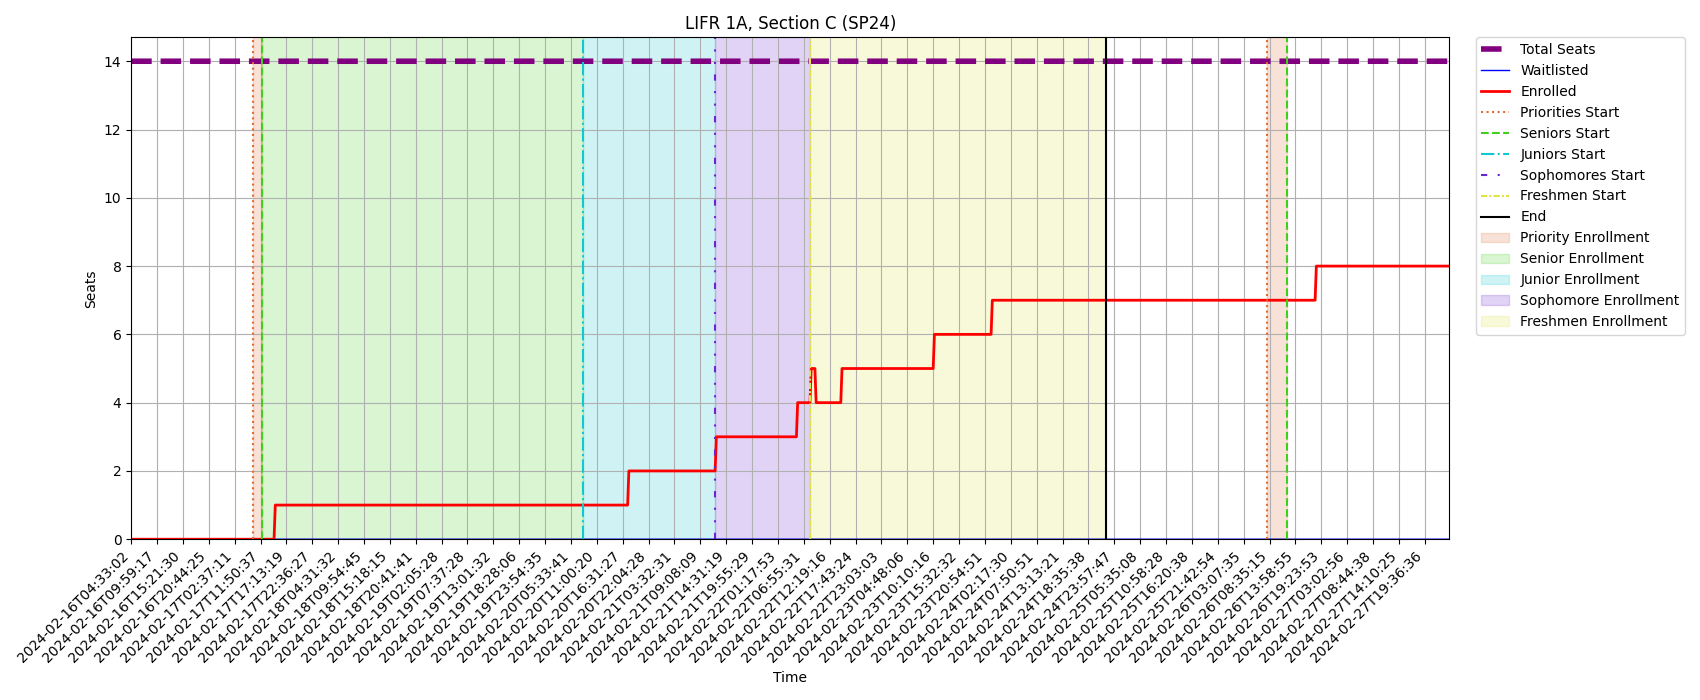 LIFR 1A, Section C (SP24)
14
12
10
8
6
4
2
0
Seats
2024-02-16T04:33:02
2024-02-16T09:59:17
2024-02-16T15:21:30
2024-02-16T20:44:25
2024-02-17T02:37:11
2024-02-17T11:50:37
2024-02-17T17:13:19
2024-02-17T22:36:27
2024-02-18T04:31:32
2024-02-18T09:54:45
2024-02-18T15:18:15
2024-02-18T20:41:41
2024-02-19T02:05:28
2024-02-19T07:37:28
2024-02-19T13:01:32
2024-02-19T18:28:06
2024-02-19T23:54:35
2024-02-20T05:33:41
2024-02-20T11:00:20
2024-02-20T16:31:27
2024-02-20T22:04:28
2024-02-21T03:32:31
2024-02-21T09:08:09
2024-02-21T14:31:19
2024-02-21T19:55:29
2024-02-22T01:17:53
2024-02-22T06:55:31
2024-02-22T12:19:16
2024-02-22T17:43:24
2024-02-22T23:03:03
2024-02-23T04:48:06
2024-02-23T10:10:16
2024-02-23T15:32:32
2024-02-23T20:54:51
2024-02-24T02:17:30
2024-02-24T07:50:51
2024-02-24T13:13:21
2024-02-24T18:35:38
2024-02-24T23:57:47
2024-02-25T05:35:08
2024-02-25T10:58:28
2024-02-25T16:20:38
2024-02-25T21:42:54
2024-02-26T03:07:35
2024-02-26T08:35:15
2024-02-26T13:58:55
2024-02-26T19:23:53
2024-02-27T03:02:56
2024-02-27T08:44:38
2024-02-27T14:10:25
2024-02-27T19:36:36
Time
Total Seats
Waitlisted
Enrolled
Priorities Start
Seniors Start
Juniors Start
Sophomores Start
Freshmen Start
End
Priority Enrollment
Senior Enrollment
Junior Enrollment
Sophomore Enrollment
Freshmen Enrollment